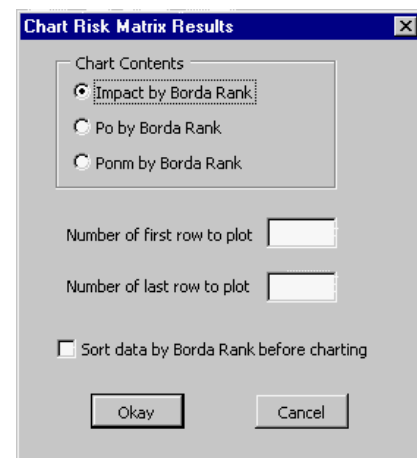 Chart Risk Matrix Results
Chart Contents
Impact by Borda Rank
Po by Borda Rank
Ponm by Borda Rank
Number of first row to plot
Number of last row to plot
Sort data by Borda Rank before charting
Okay Cancel